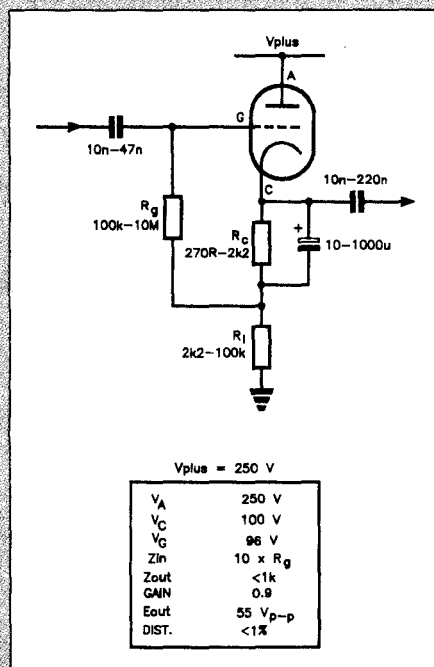 Vplus
A
G
10n-47n
C
10n-220n
Rg
100k-10M
Rc
270R-2k2
+
10-1000u
Rl
2k2-100k
Vplus = 250 V
VA 250 V
VC 100 V
VG 96 V
Zin 10 x Rg
Zout <1k
GAIN 0.9
Eout 55 Vp-p
DIST. <1%